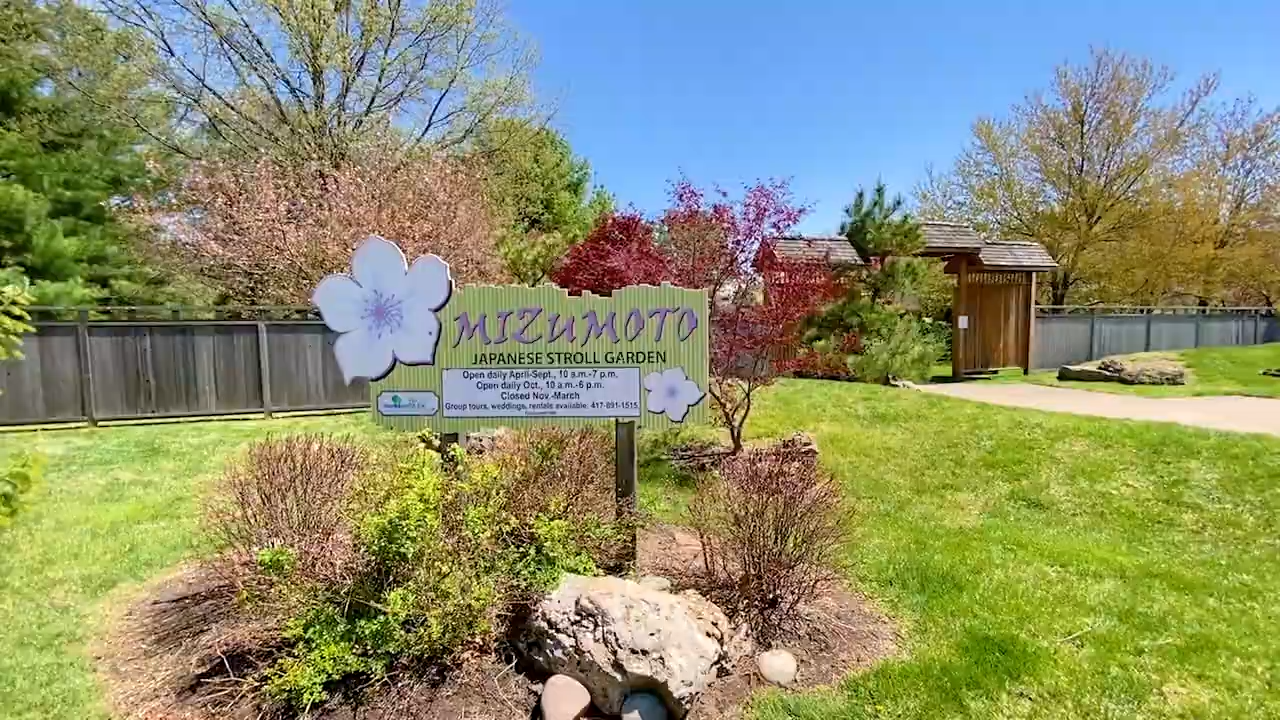 MIZUMOTO
JAPANESE STROLL GARDEN
Open daily April-Sept., 10 a.m.-7 p.m.
Open daily Oct., 10 a.m.-6 p.m.
Closed Nov.-March
Group tours, weddings, rentals available: 417-891-1515